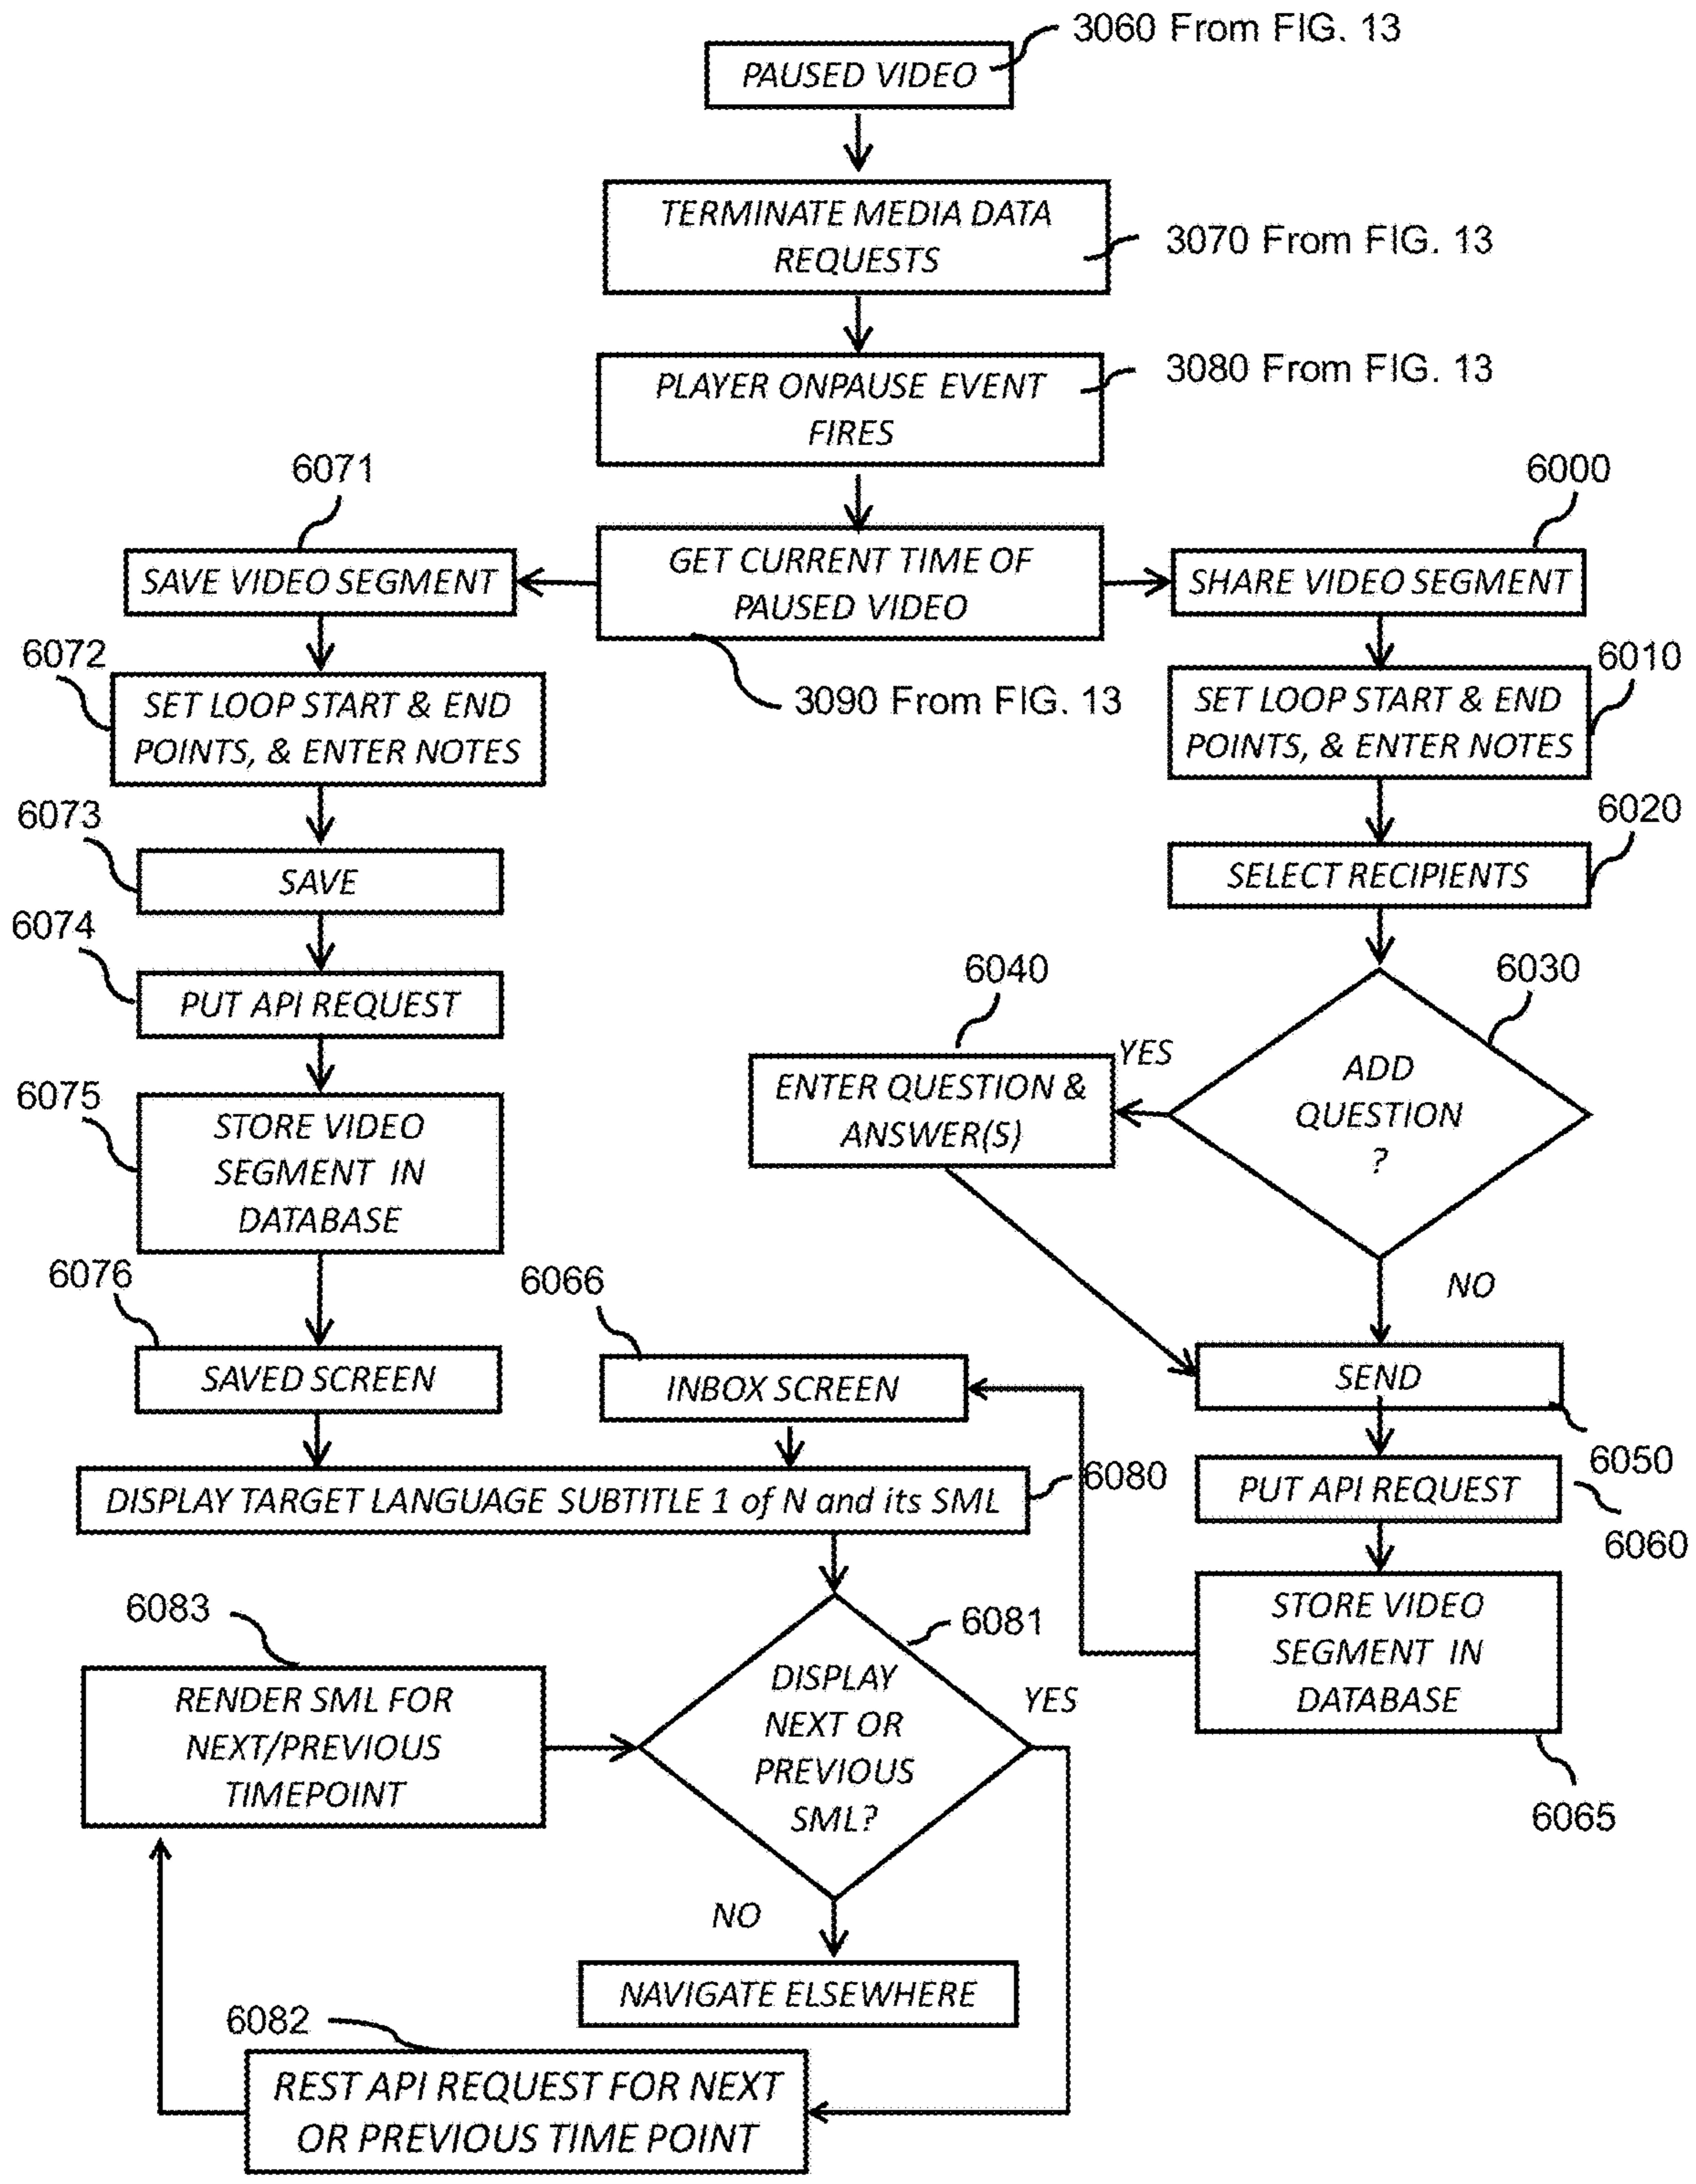 3060 From FIG. 13
PAUSED VIDEO
TERMINATE MEDIA DATA
REQUESTS
3070 From FIG. 13
PLAYER ONPAUSE EVENT
FIRES
3080 From FIG. 13
GET CURRENT TIME OF
PAUSED VIDEO
3090 From FIG. 13
6071
SAVE VIDEO SEGMENT
6072
SET LOOP START & END
POINTS, & ENTER NOTES
6073
SAVE
6074
PUT API REQUEST
6075
STORE VIDEO
SEGMENT IN
DATABASE
6076
SAVED SCREEN
6000
SHARE VIDEO SEGMENT
6010
SET LOOP START & END
POINTS, & ENTER NOTES
6020
SELECT RECIPIENTS
6030
ADD
QUESTION
?
YES
6040
ENTER QUESTION &
ANSWER(S)
NO
SEND
6050
PUT API REQUEST
6060
STORE VIDEO
SEGMENT IN
DATABASE
6065
6066
INBOX SCREEN
6080
DISPLAY TARGET LANGUAGE SUBTITLE 1 of N and its SML
6081
DISPLAY
NEXT OR
PREVIOUS
SML?
YES
6083
RENDER SML FOR
NEXT/PREVIOUS
TIMEPOINT
NO
NAVIGATE ELSEWHERE
6082
REST API REQUEST FOR NEXT
OR PREVIOUS TIME POINT